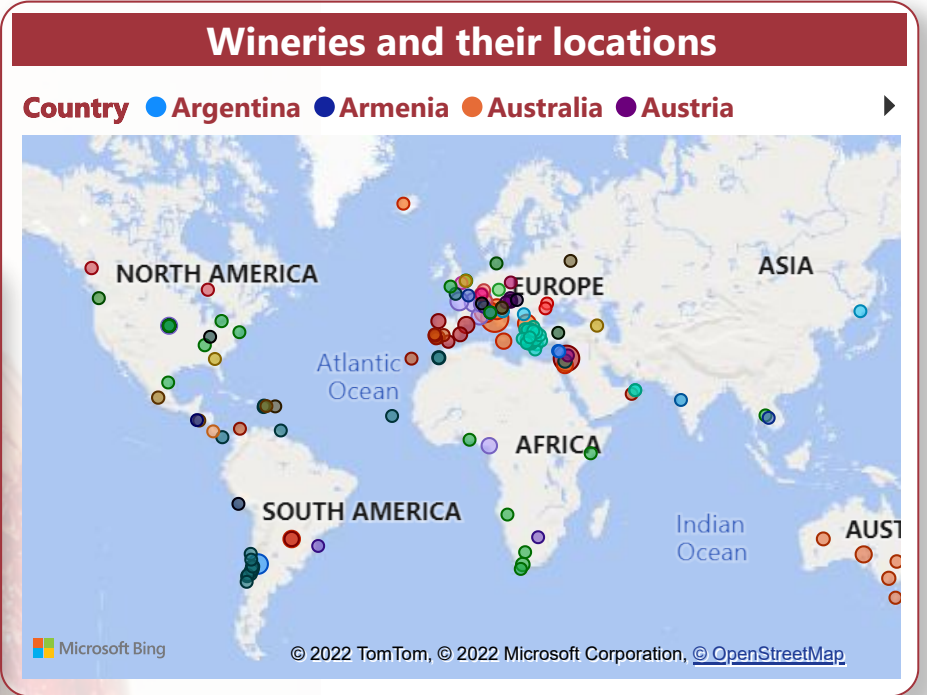 Wineries and their locations
Country Argentina Armenia Australia Austria
NORTH AMERICA
EUROPE
ASIA
Atlantic
Ocean
AFRICA
SOUTH AMERICA
Indian
Ocean
AUST
Microsoft Bing
© 2022 TomTom, © 2022 Microsoft Corporation, © OpenStreetMap